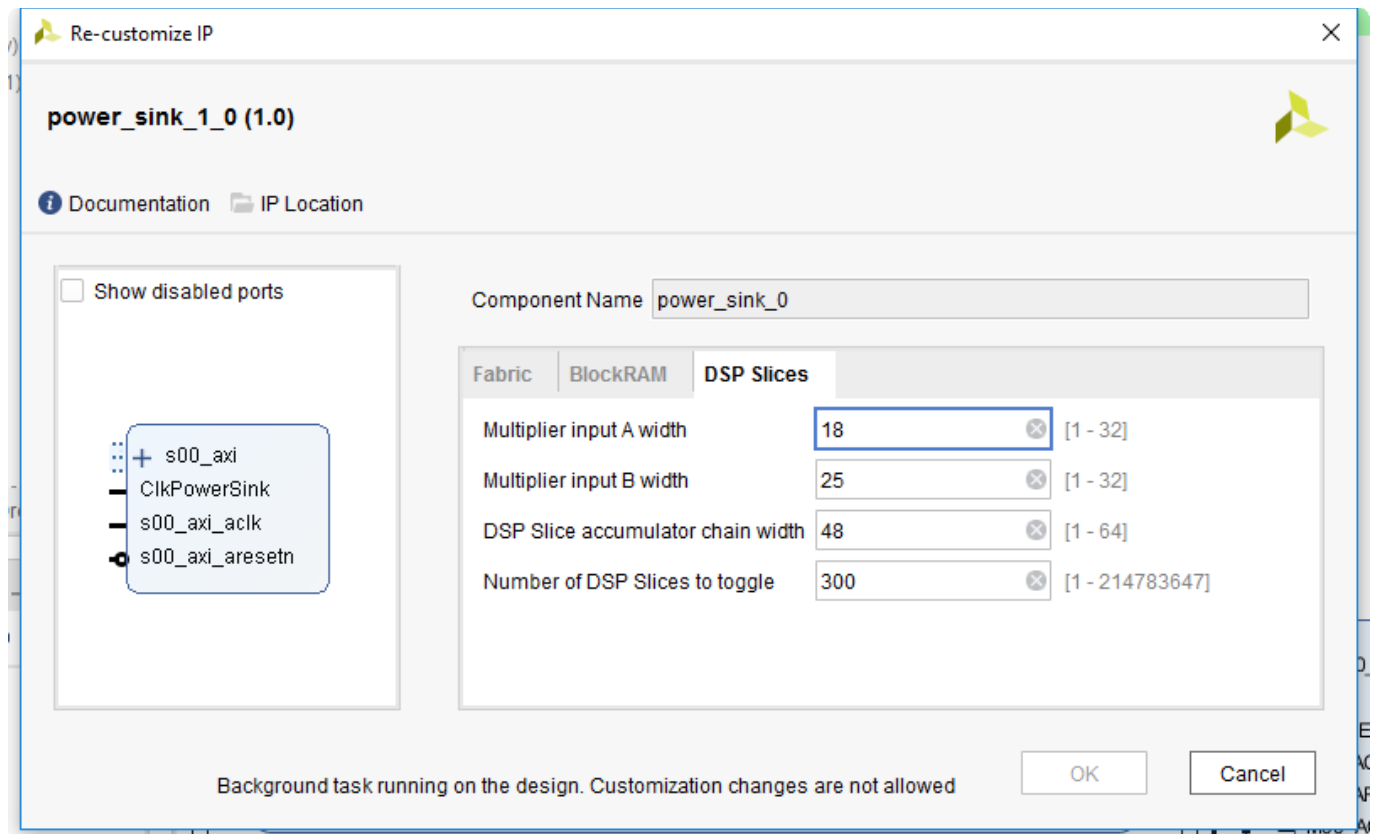 Re-customize IP
power_sink_1_0 (1.0)
Documentation IP Location
Show disabled ports
s00_axi
ClkPowerSink
s00_axi_aclk
s00_axi_aresetn
Component Name power_sink_0
Fabric BlockRAM DSP Slices
Multiplier input A width 18 [1 - 32]
Multiplier input B width 25 [1 - 32]
DSP Slice accumulator chain width 48 [1 - 64]
Number of DSP Slices to toggle 300 [1 - 214783647]
Background task running on the design. Customization changes are not allowed OK Cancel